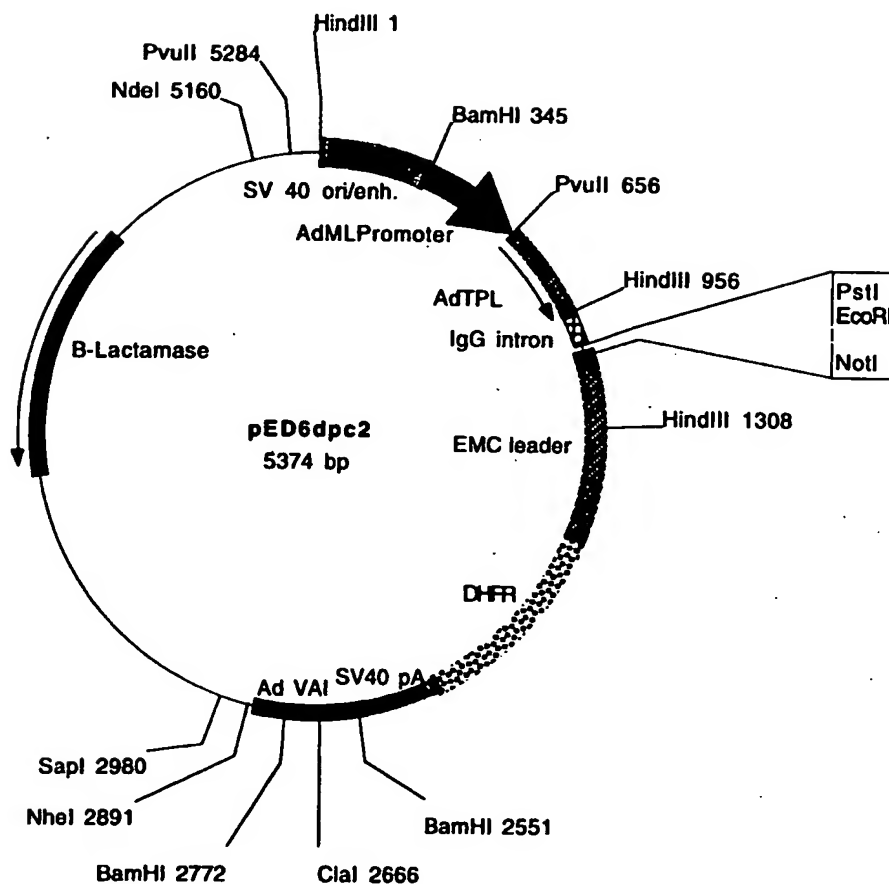 HindIII 1
PvuII 5284
NdeI 5160
BamHI 345
SV 40 ori/enh.
PvuII 656
AdMLPromoter
HindIII 956
AdTPL
PstI
EcoRI
IgG intron
NotI
B-Lactamase
HindIII 1308
pED6dpc2
EMC leader
5374 bp
DHFR
SV40 pA
Ad VAI
SapI 2980
NheI 2891
BamHI 2551
BamHI 2772
ClaI 2666